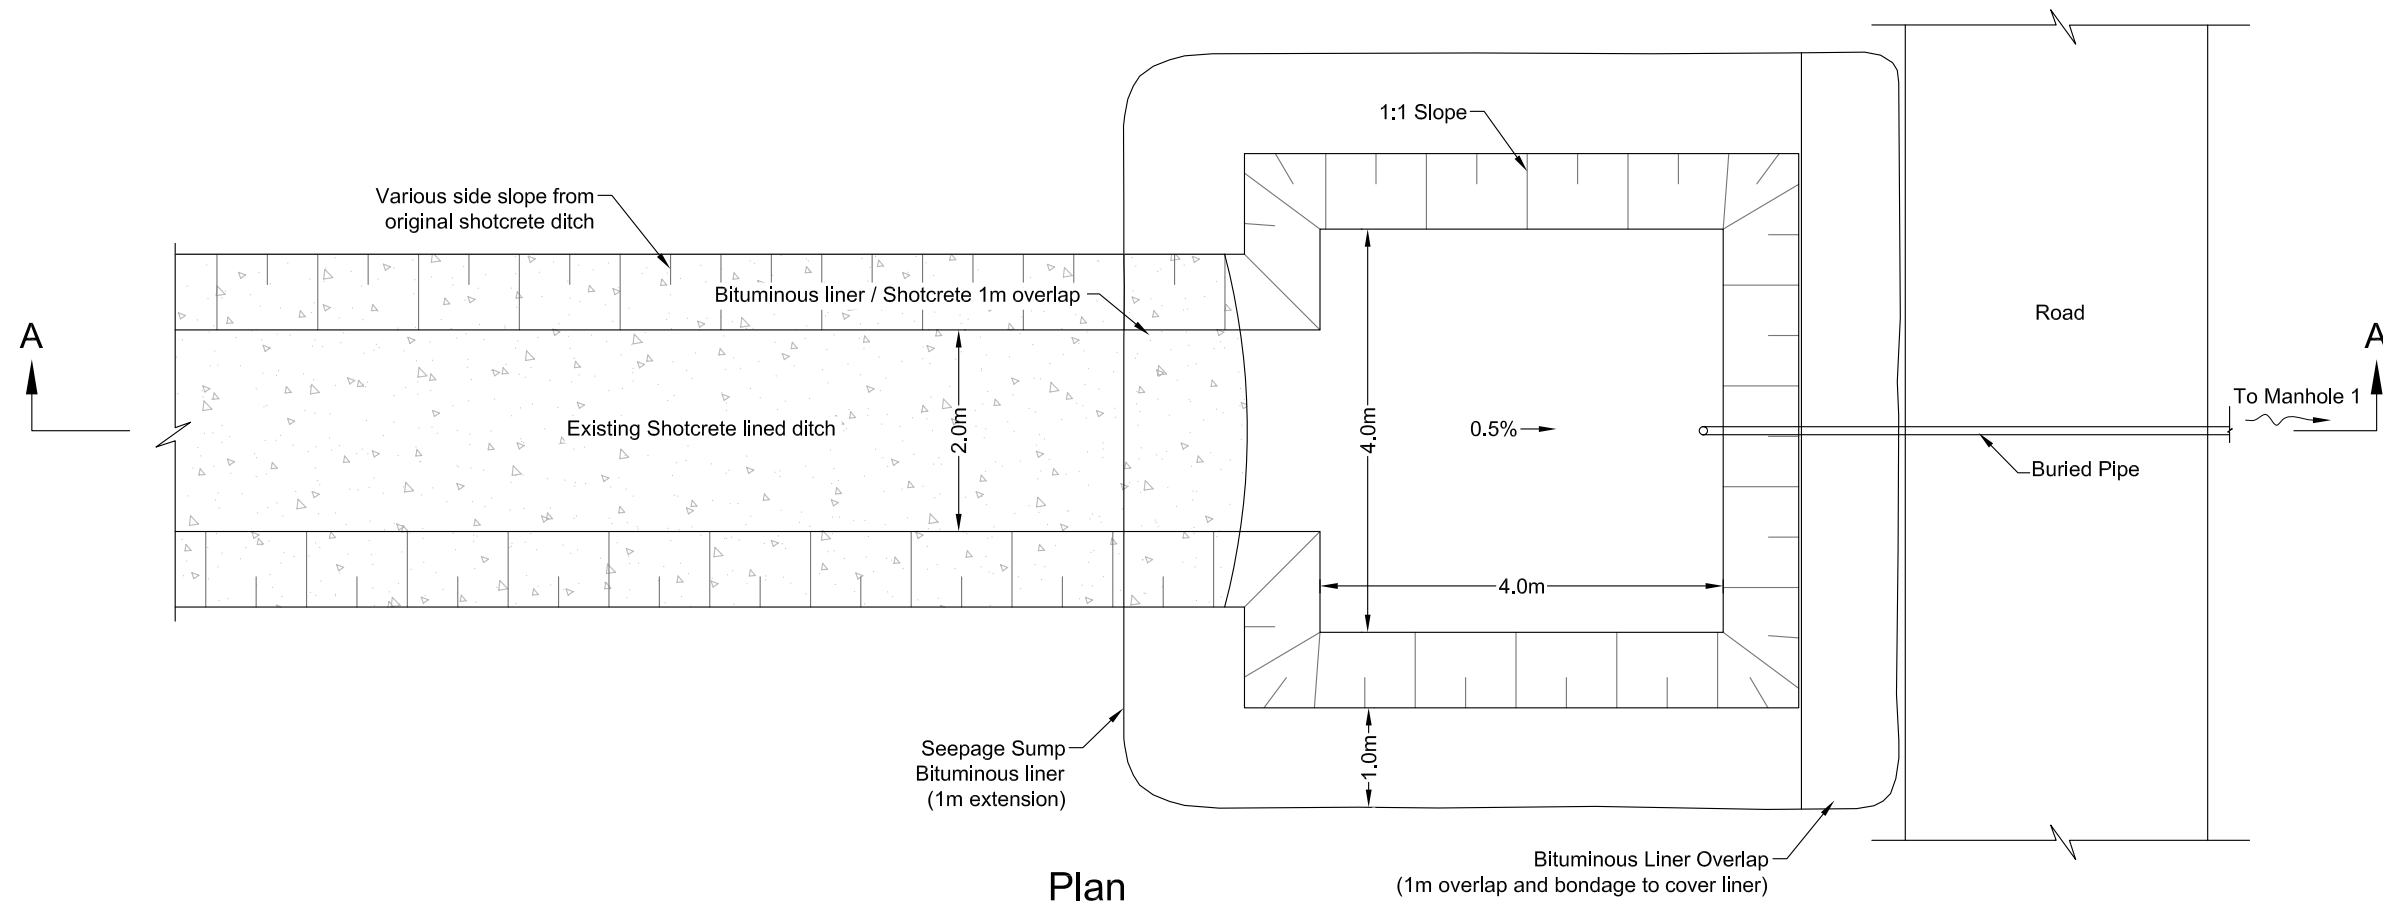 1:1 Slope
Various side slope from
original shotcrete ditch
Bituminous liner / Shotcrete 1m overlap
Road
A
A
To Manhole 1
Existing Shotcrete lined ditch
2.0m
4.0m
0.5%
Buried Pipe
4.0m
Seepage Sump
Bituminous liner
(1m extension)
1.0m
Bituminous Liner Overlap
(1m overlap and bondage to cover liner)
Plan